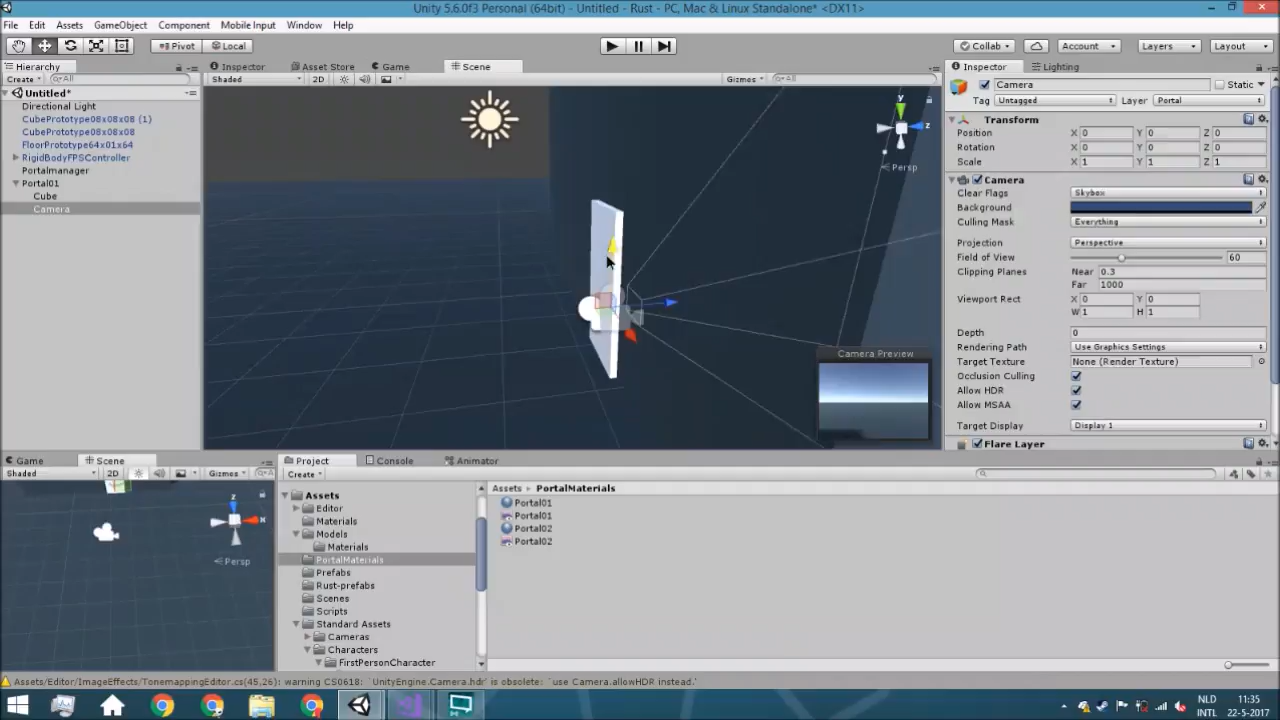 Unity 5.6.0f3 Personal (64bit) - Untitled - Rust - PC, Mac & Linux Standalone* <DX11>
File Edit Assets GameObject Component Mobile Input Window Help
Pivot Local Collab Account Layers Layout
Hierarchy
Create All
Untitled*
Directional Light
CubePrototype08x08x08 (1)
CubePrototype08x08x08
FloorPrototype64x01x64
RigidBodyFPSController
Portalmanager
Portal01
Cube
Camera
Inspector Asset Store Game Scene
Shaded 2D Gizmos All
y
z
Persp
Camera Preview
Inspector Lighting
Camera Static
Tag Untagged Layer Portal
Transform
Position X 0 Y 0 Z 0
Rotation X 0 Y 0 Z 0
Scale X 1 Y 1 Z 1
Camera
Clear Flags Skybox
Background
Culling Mask Everything
Projection Perspective
Field of View 60
Clipping Planes Near 0.3
Far 1000
Viewport Rect X 0 Y 0
W 1 H 1
Depth 0
Rendering Path Use Graphics Settings
Target Texture None (Render Texture)
Occlusion Culling
Allow HDR
Allow MSAA
Target Display Display 1
Flare Layer
Game Scene
Shaded 2D Gizmos
z
Persp
Project Console Animator
Create
Assets
Editor
Materials
Models
Materials
PortalMaterials
Prefabs
Rust-prefabs
Scenes
Scripts
Standard Assets
Cameras
Characters
FirstPersonCharacter
Assets PortalMaterials
Portal01
Portal01
Portal02
Portal02
Assets/Editor/ImageEffects/TonemappingEditor.cs(45,26): warning CS0618: `UnityEngine.Camera.hdr' is obsolete: `use Camera.allowHDR instead.'
NLD
INTL
11:35
22-5-2017